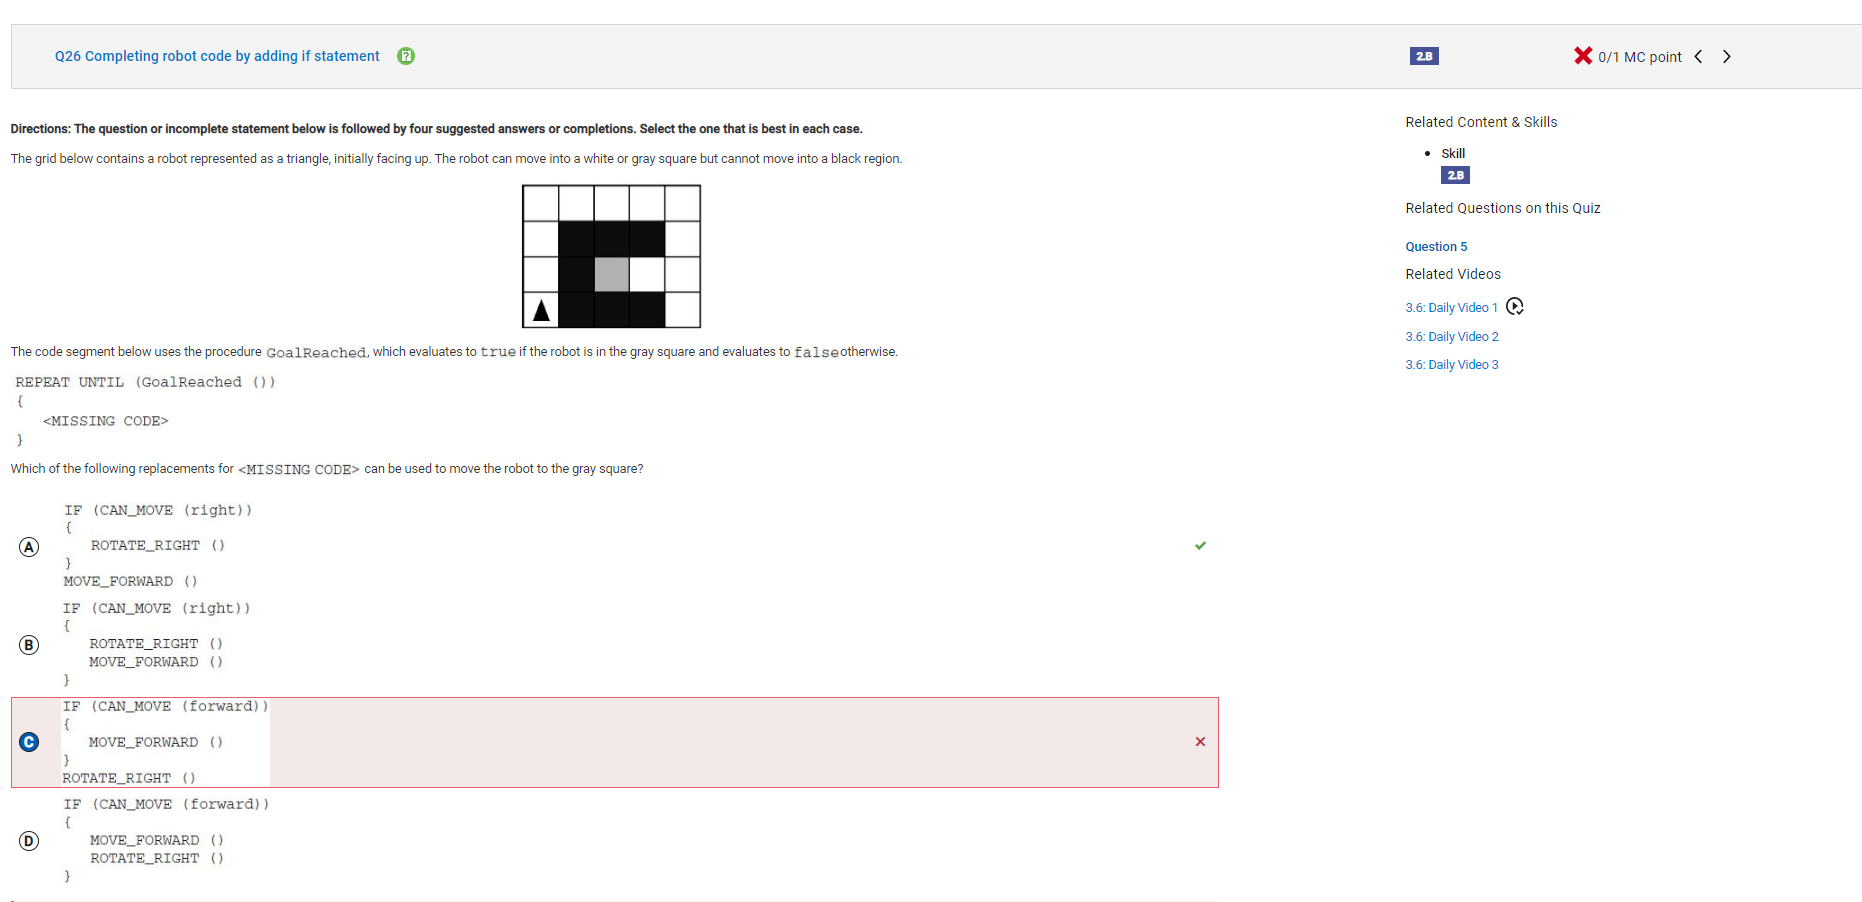 Q26 Completing robot code by adding if statement
2.B
0/1 MC point
Directions: The question or incomplete statement below is followed by four suggested answers or completions. Select the one that is best in each case.
The grid below contains a robot represented as a triangle, initially facing up. The robot can move into a white or gray square but cannot move into a black region.
The code segment below uses the procedure GoalReached, which evaluates to true if the robot is in the gray square and evaluates to falseotherwise.
REPEAT UNTIL (GoalReached ())
{
<MISSING CODE>
}
Which of the following replacements for <MISSING CODE> can be used to move the robot to the gray square?
A
IF (CAN_MOVE (right))
{
ROTATE_RIGHT ()
}
MOVE_FORWARD ()
B
IF (CAN_MOVE (right))
{
ROTATE_RIGHT ()
MOVE_FORWARD ()
}
C
IF (CAN_MOVE (forward))
{
MOVE_FORWARD ()
}
ROTATE_RIGHT ()
D
IF (CAN_MOVE (forward))
{
MOVE_FORWARD ()
ROTATE_RIGHT ()
}
Related Content & Skills
Skill
2.B
Related Questions on this Quiz
Question 5
Related Videos
3.6: Daily Video 1
3.6: Daily Video 2
3.6: Daily Video 3